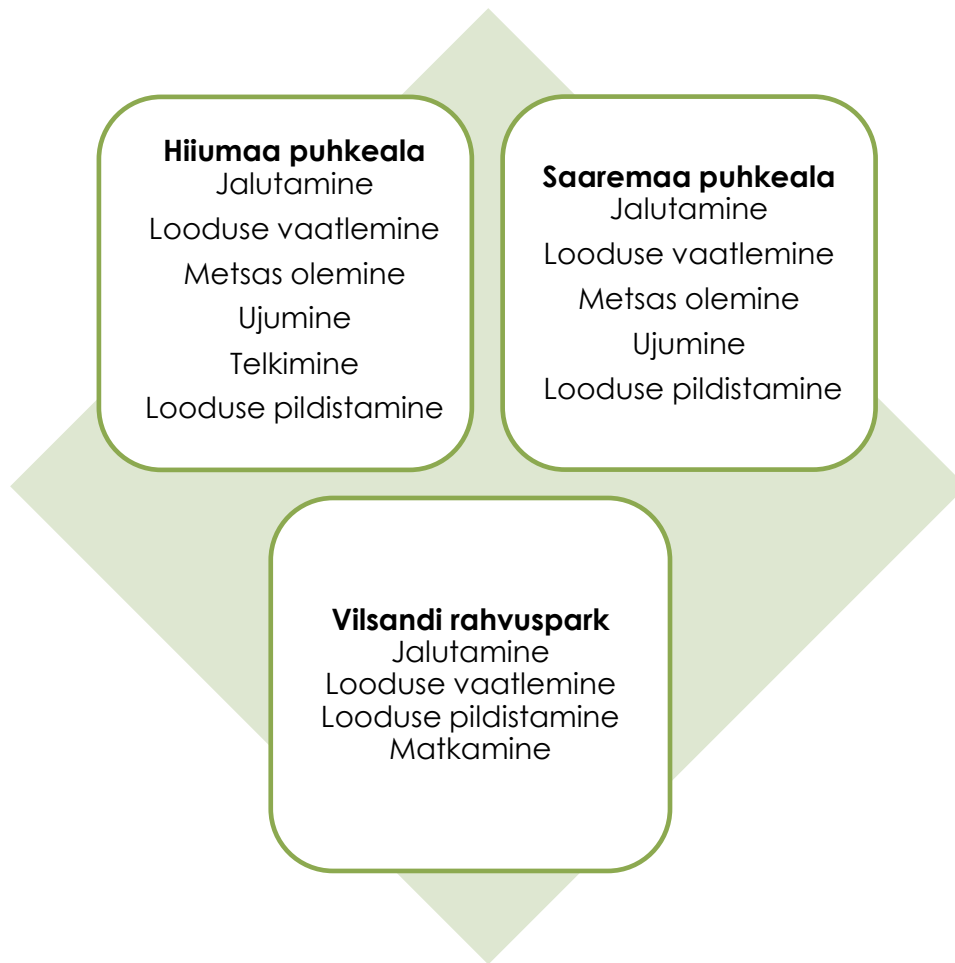 Hiiumaa puhkeala
Jalutamine
Looduse vaatlemine
Metsas olemine
Ujumine
Telkimine
Looduse pildistamine
Saaremaa puhkeala
Jalutamine
Looduse vaatlemine
Metsas olemine
Ujumine
Looduse pildistamine
Vilsandi rahvuspark
Jalutamine
Looduse vaatlemine
Looduse pildistamine
Matkamine